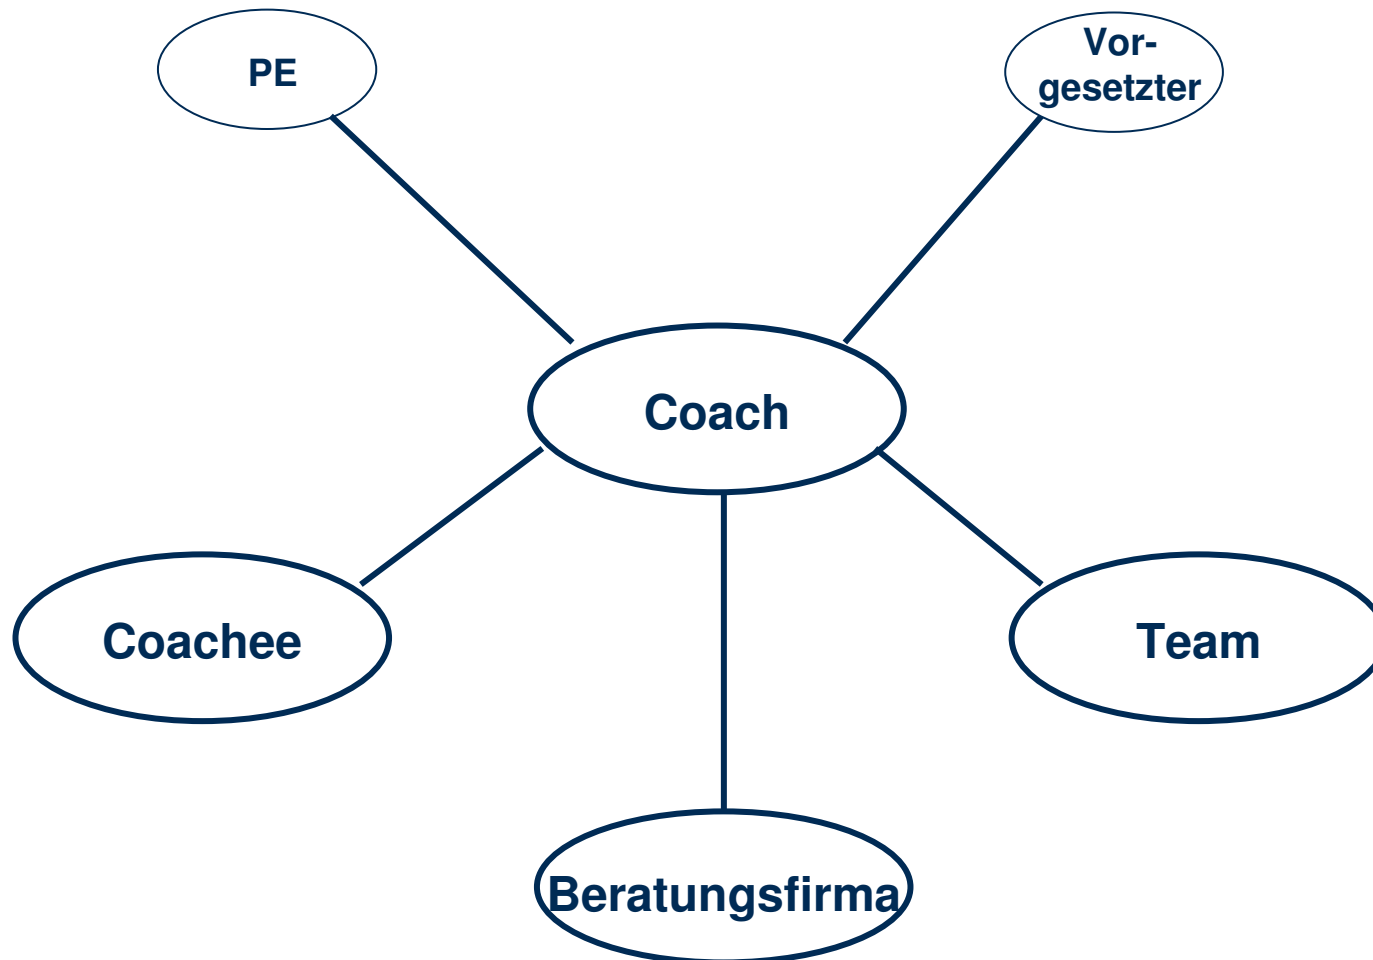 PE
Vor-
gesetzter
Coach
Coachee
Team
Beratungsfirma